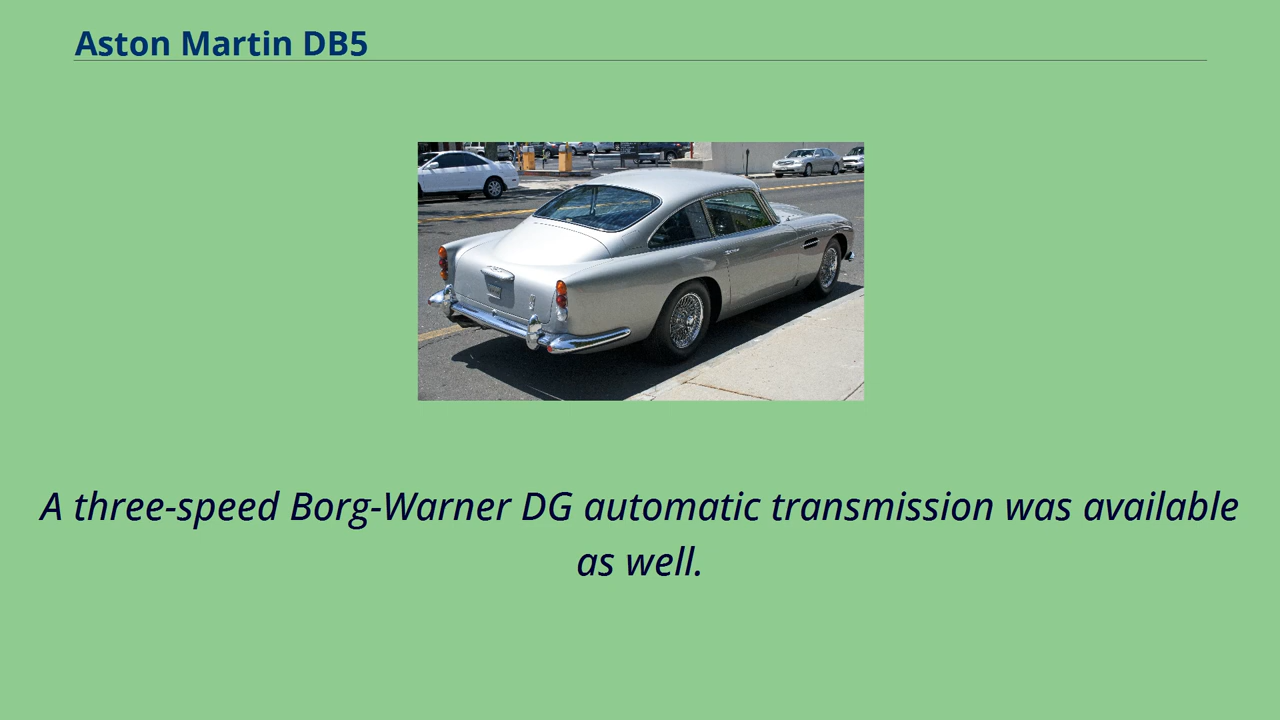 Aston Martin DB5
A three-speed Borg-Warner DG automatic transmission was available
as well.